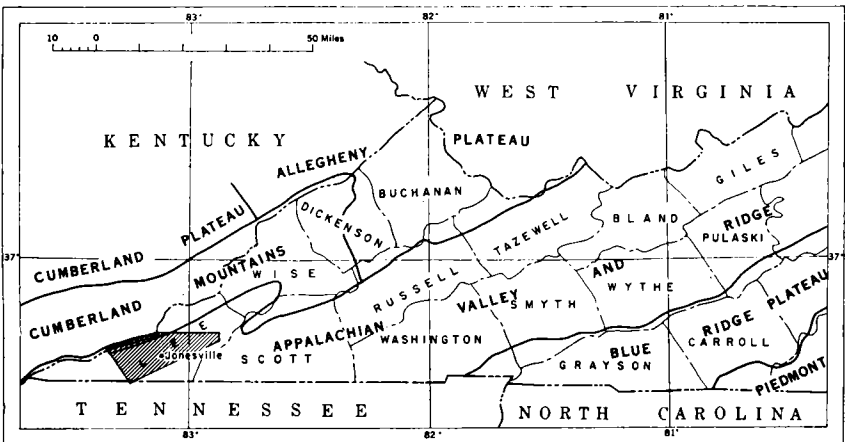 83°
82°
81°
10 0 50 Miles
WEST VIRGINIA
KENTUCKY
ALLEGHENY
PLATEAU
GILES
BUCHANAN
DICKENSON
TAZEWELL
BLAND
RIDGE
PULASKI
PLATEAU
37°
37°
CUMBERLAND
MOUNTAINS
WISE
RUSSELL
AND
WYTHE
CUMBERLAND
VALLEY
SMYTH
PLATEAU
LEE
APPALACHIAN
WASHINGTON
RIDGE
CARROLL
Jonesville
SCOTT
BLUE
GRAYSON
PIEDMONT
TENNESSEE
NORTH CAROLINA
83°
82°
81°